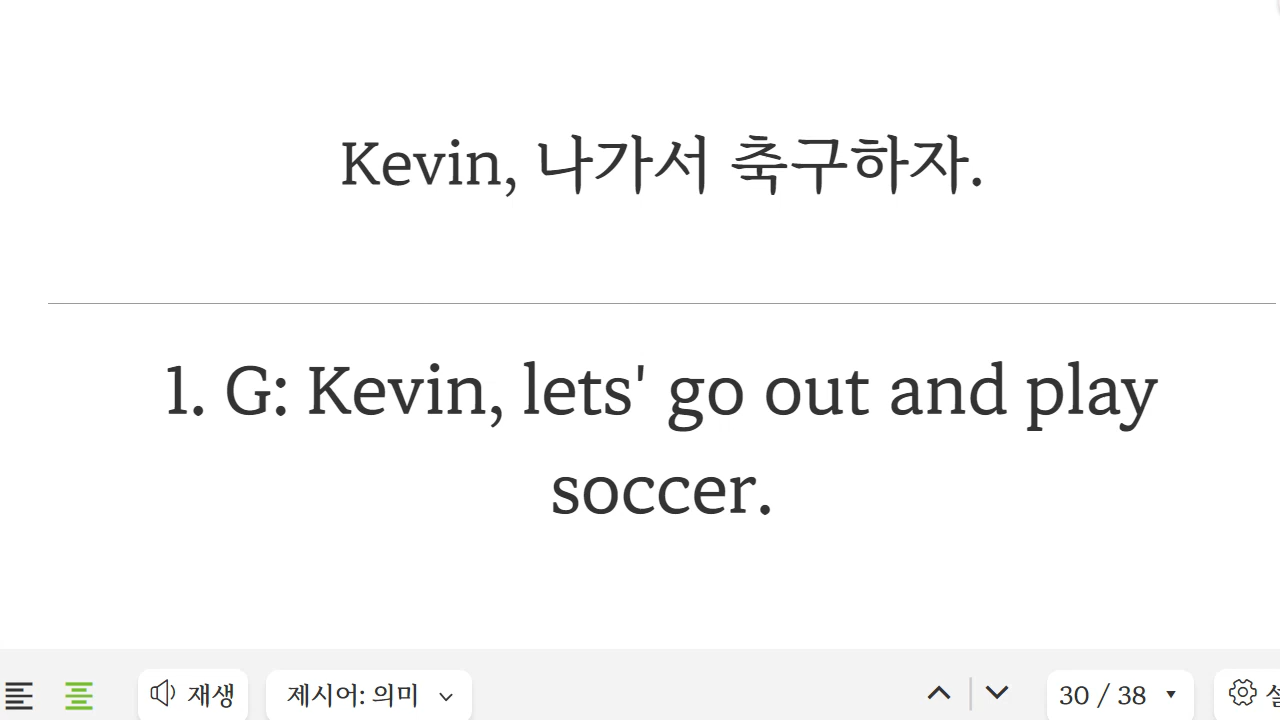 Kevin, 나가서 축구하자.
1. G: Kevin, lets' go out and play
soccer.
재생
제시어: 의미
30 / 38